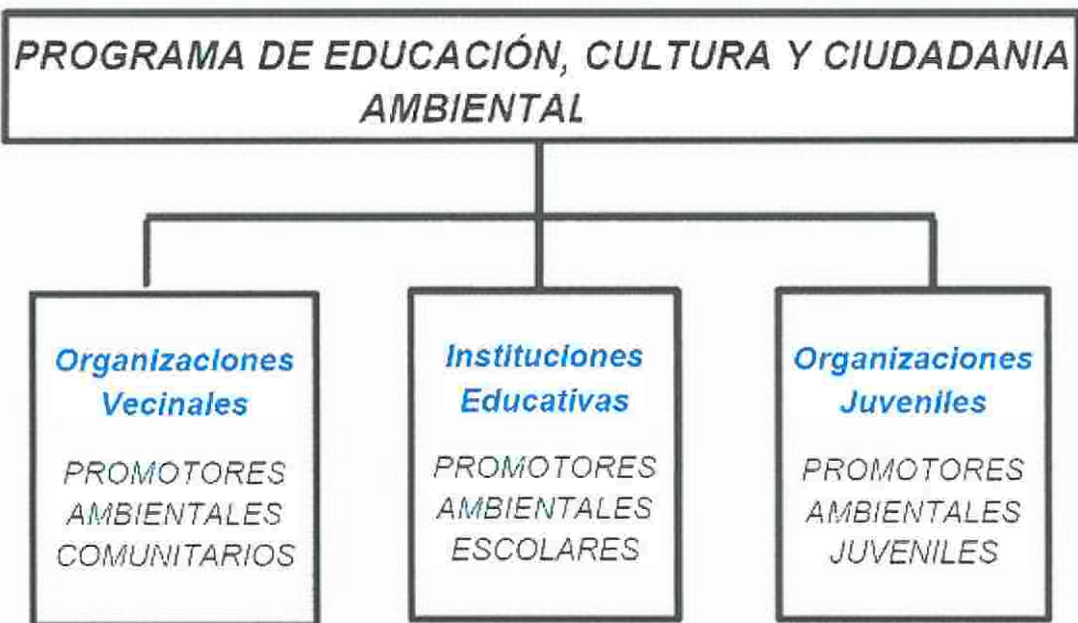 PROGRAMA DE EDUCACIÓN, CULTURA Y CIUDADANIA
AMBIENTAL
Organizaciones
Vecinales
PROMOTORES
AMBIENTALES
COMUNITARIOS
Instituciones
Educativas
PROMOTORES
AMBIENTALES
ESCOLARES
Organizaciones
Juveniles
PROMOTORES
AMBIENTALES
JUVENILES